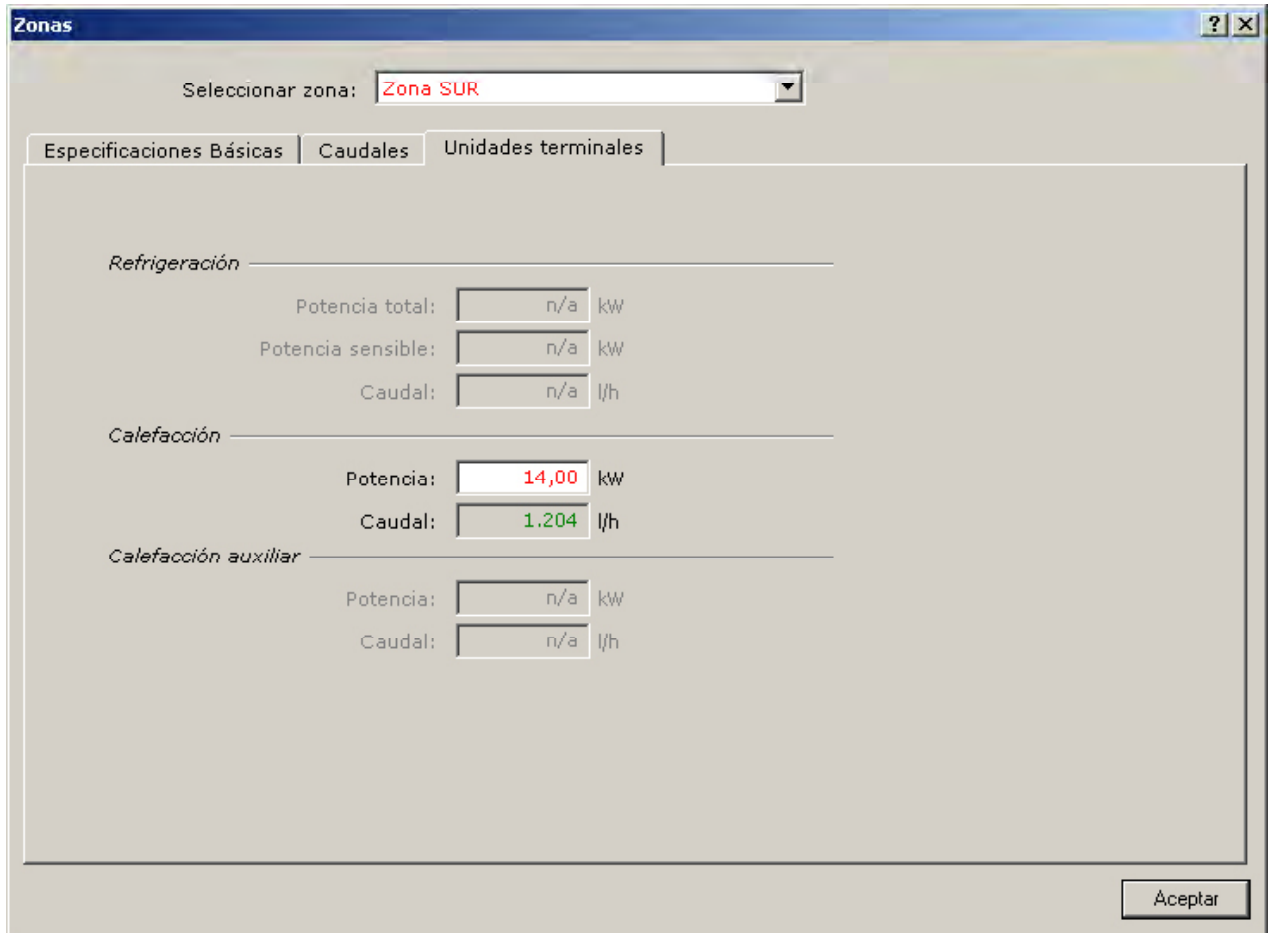 Zonas
Seleccionar zona: Zona SUR
Especificaciones Básicas Caudales Unidades terminales
Refrigeración
Potencia total: n/a kW
Potencia sensible: n/a kW
Caudal: n/a l/h
Calefacción
Potencia: 14,00 kW
Caudal: 1.204 l/h
Calefacción auxiliar
Potencia: n/a kW
Caudal: n/a l/h
Aceptar